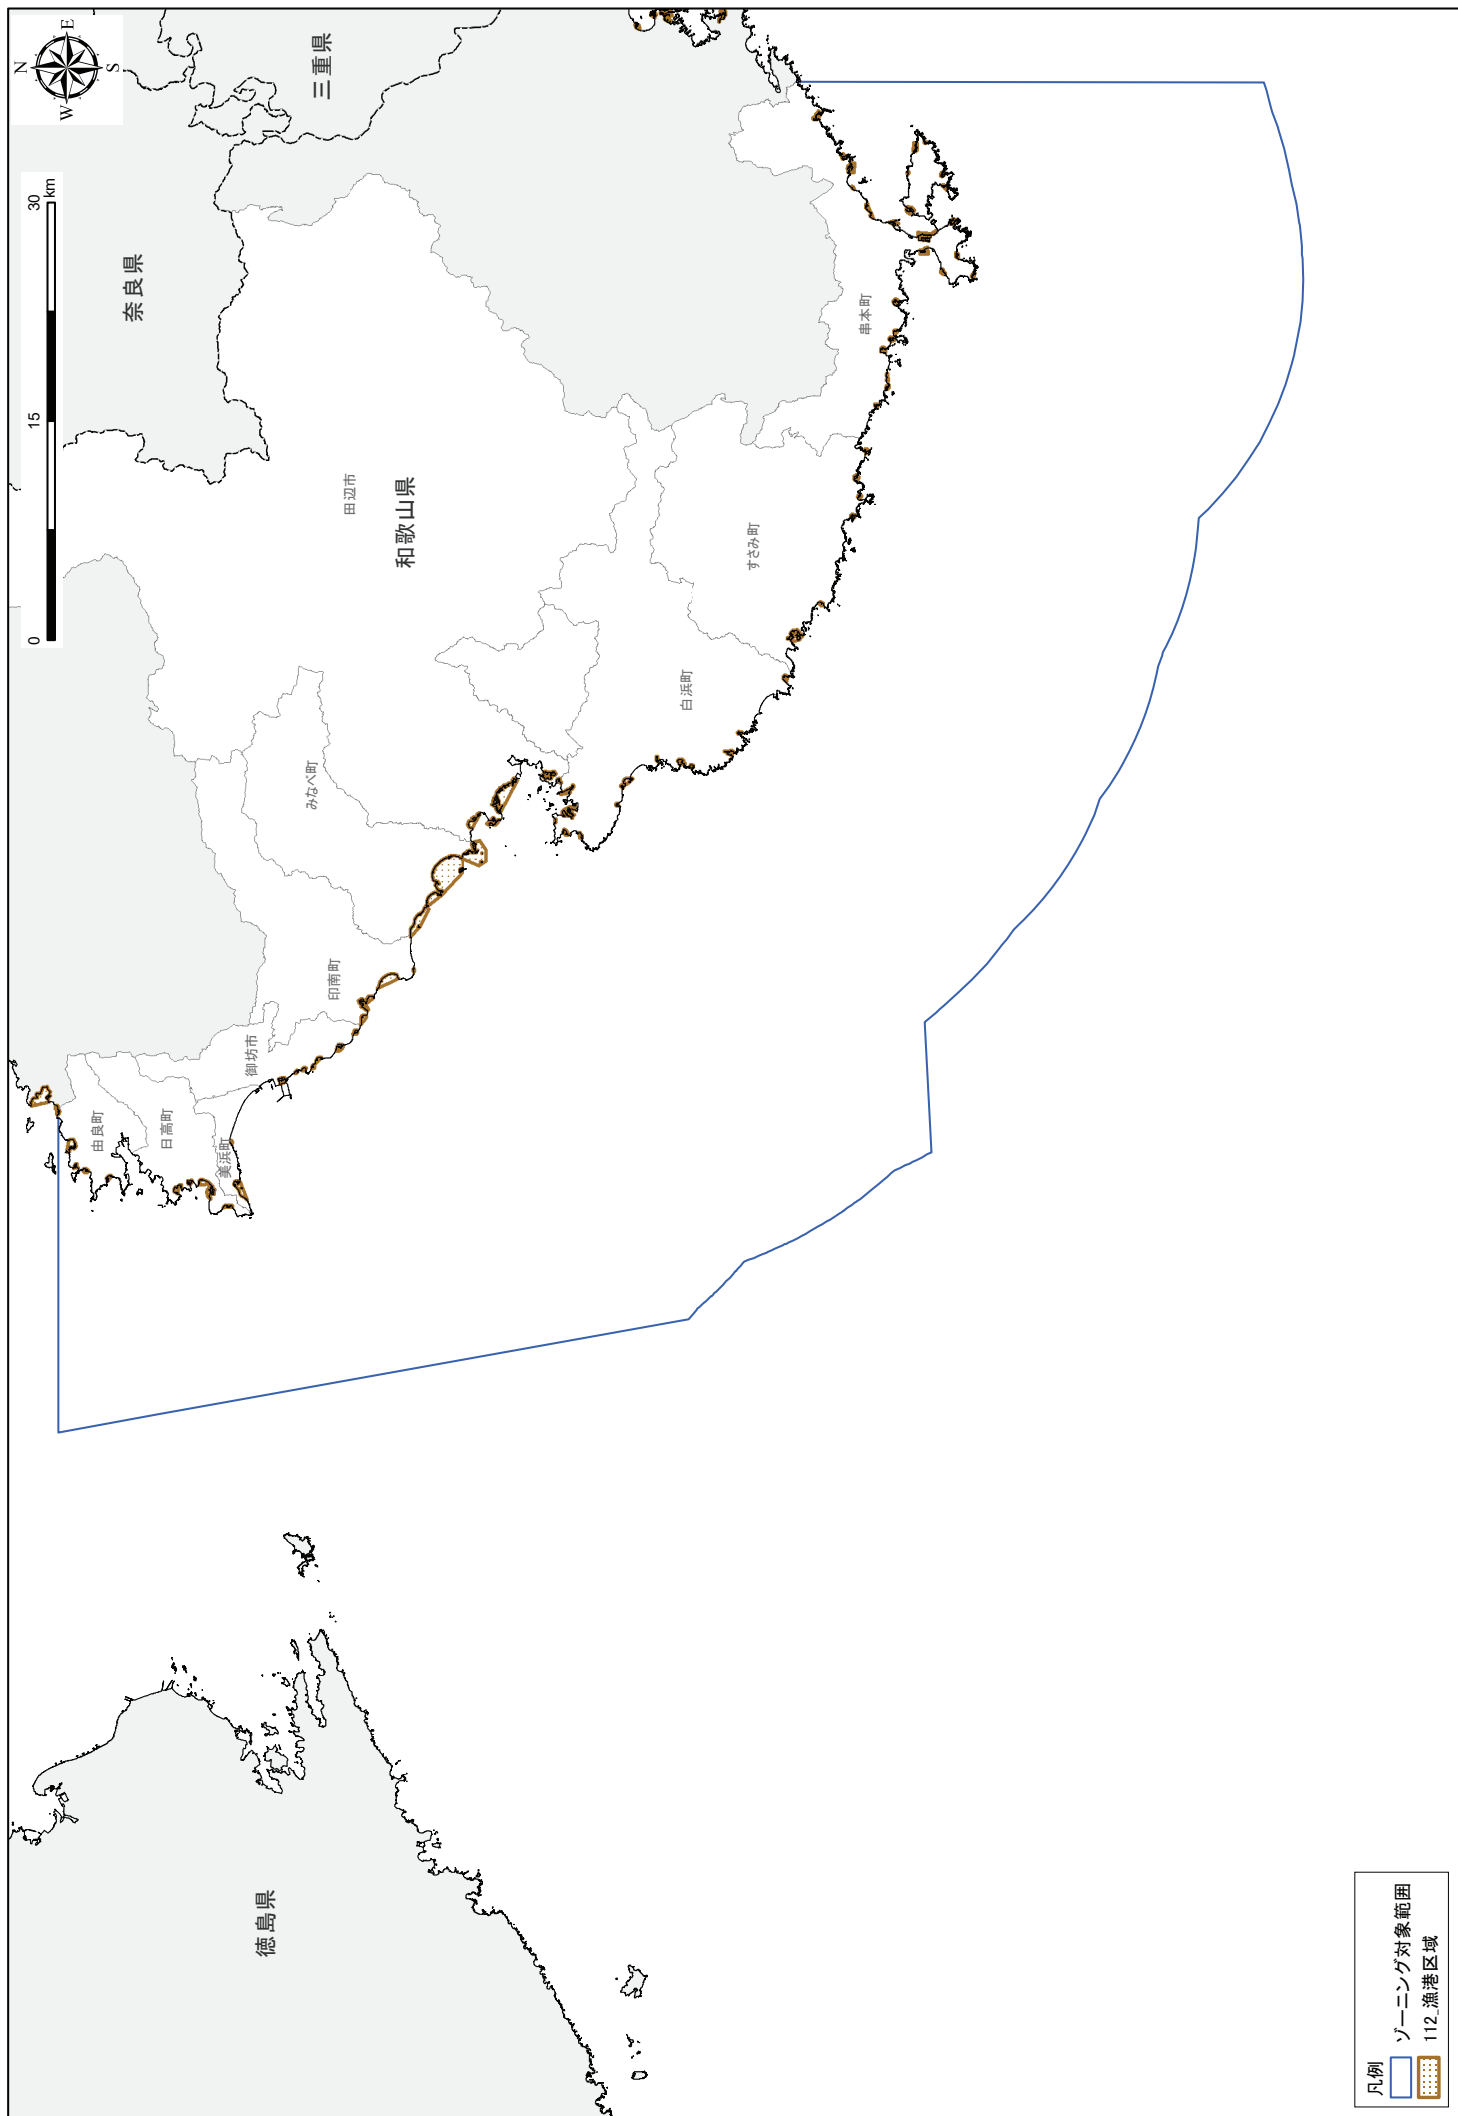 N
W
E
S
0
15
30
km
奈良県
三重県
和歌山県
徳島県
田辺市
みなべ町
印南町
御坊市
由良町
日高町
美浜町
白浜町
すさみ町
串本町
凡例
ゾーニング対象範囲
112_漁港区域